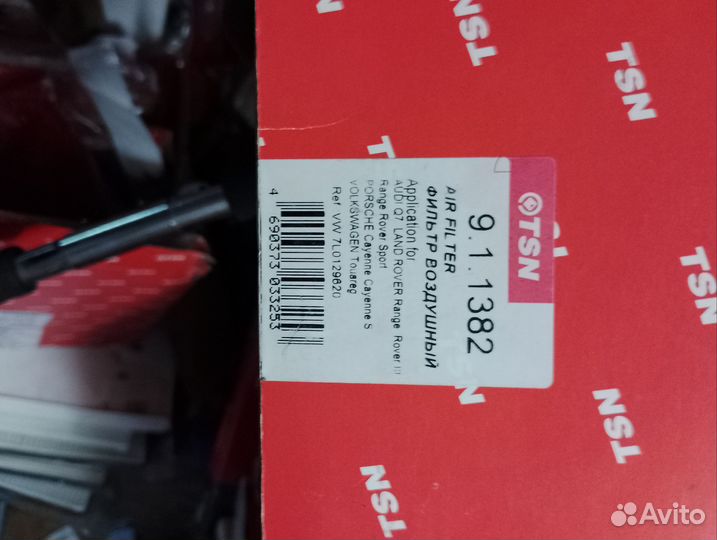 TSN
9.1.1382
AIR FILTER
ФИЛЬТР ВОЗДУШНЫЙ
Application for
AUDI Q7 LAND ROVER Range Rover III
Range Rover Sport
PORSCHE Cayenne Cayenne S
VOLKSWAGEN Touareg
Ref. VW 7L0129620
4 690373 033253
TSN
TSN
TSN
TSN
TSN
Avito